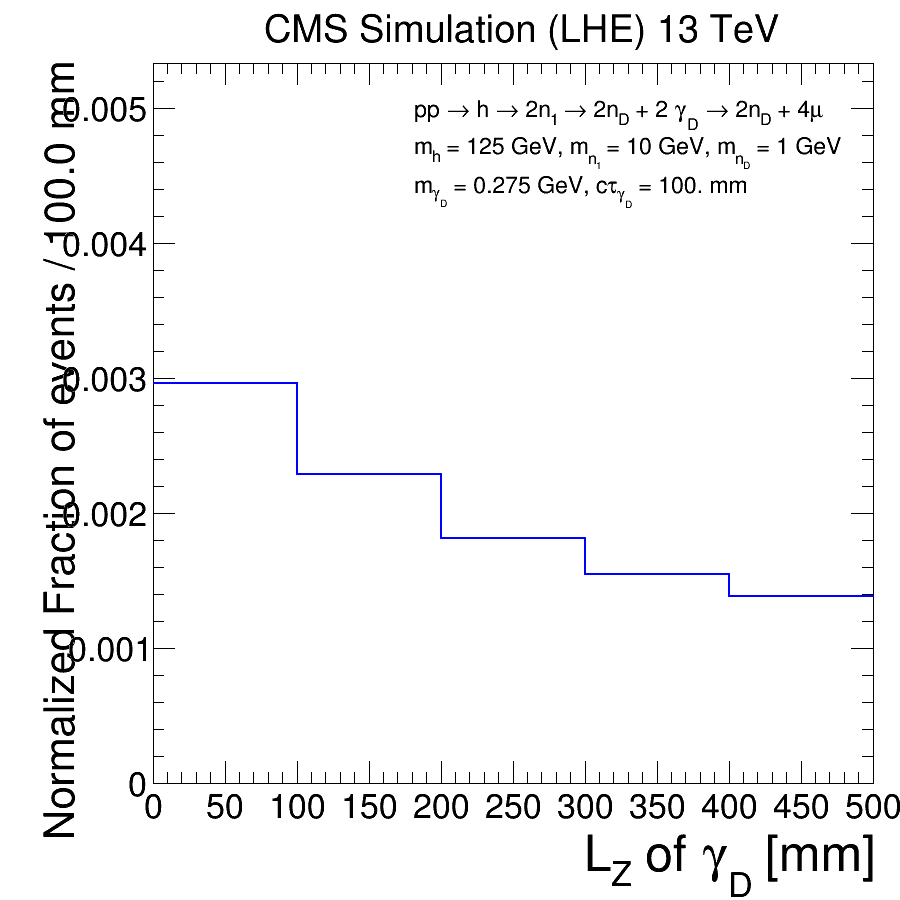 CMS Simulation (LHE) 13 TeV
Normalized Fraction of events / 100.0 mm
0.005
0.004
0.003
0.002
0.001
0
pp → h → 2n1 → 2nD + 2 γD → 2nD + 4μ
mh = 125 GeV, mn1 = 10 GeV, mnD = 1 GeV
mγD = 0.275 GeV, cτγD = 100. mm
0 50 100 150 200 250 300 350 400 450 500
LZ of γD [mm]